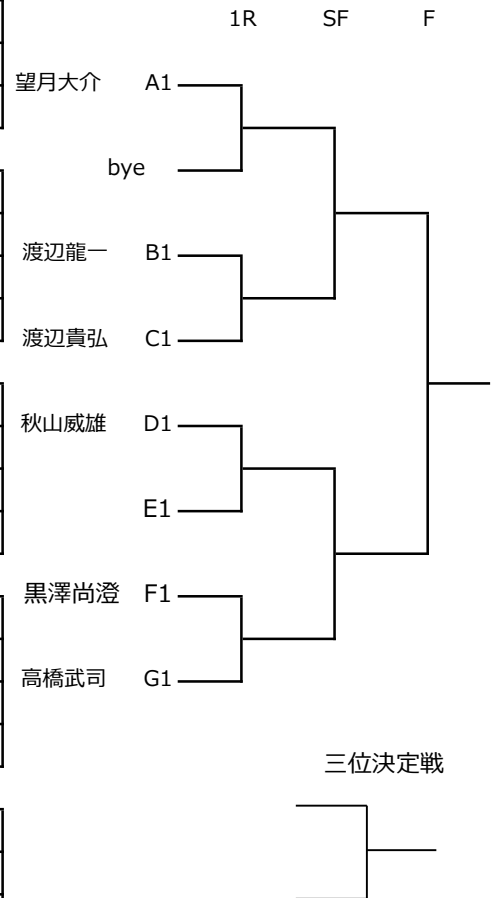 1R SF F
望月大介 A1
bye
渡辺龍一 B1
渡辺貴弘 C1
秋山威雄 D1
E1
黒澤尚澄 F1
高橋武司 G1
三位決定戦